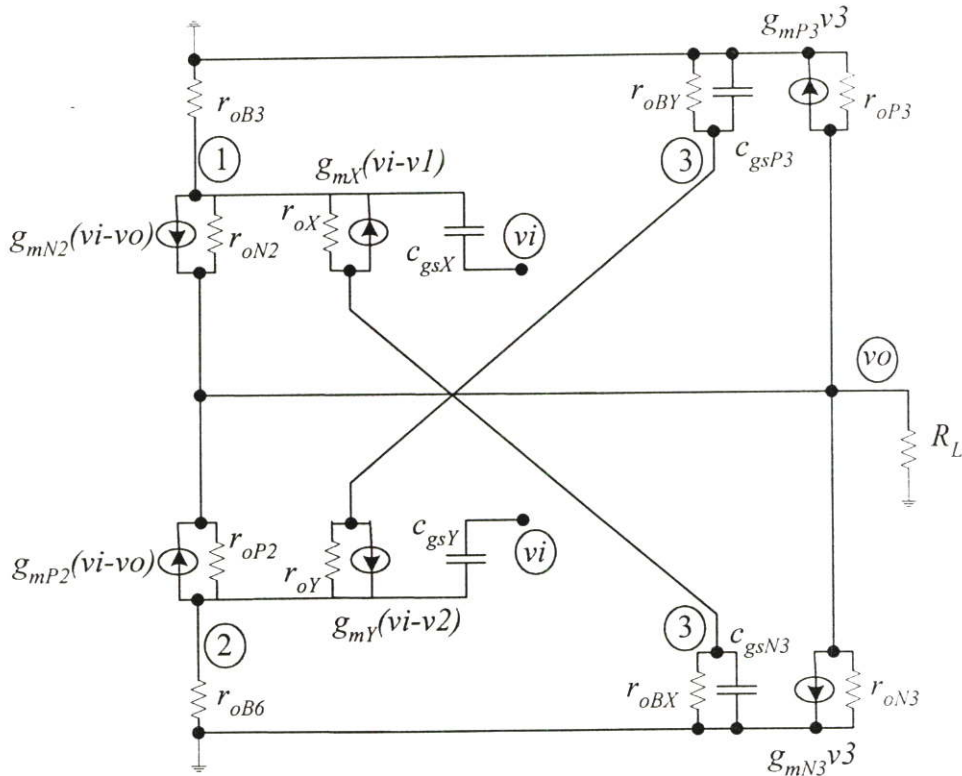 g_mP3 v3
r_oB3
r_oBY
r_oP3
c_gsP3
1
3
g_mX(vi-v1)
r_oX
vi
g_mN2(vi-vo)
r_oN2
c_gsX
vo
R_L
c_gsY
vi
r_oP2
g_mP2(vi-vo)
r_oY
g_mY(vi-v2)
3
c_gsN3
2
r_oB6
r_oBX
r_oN3
g_mN3 v3